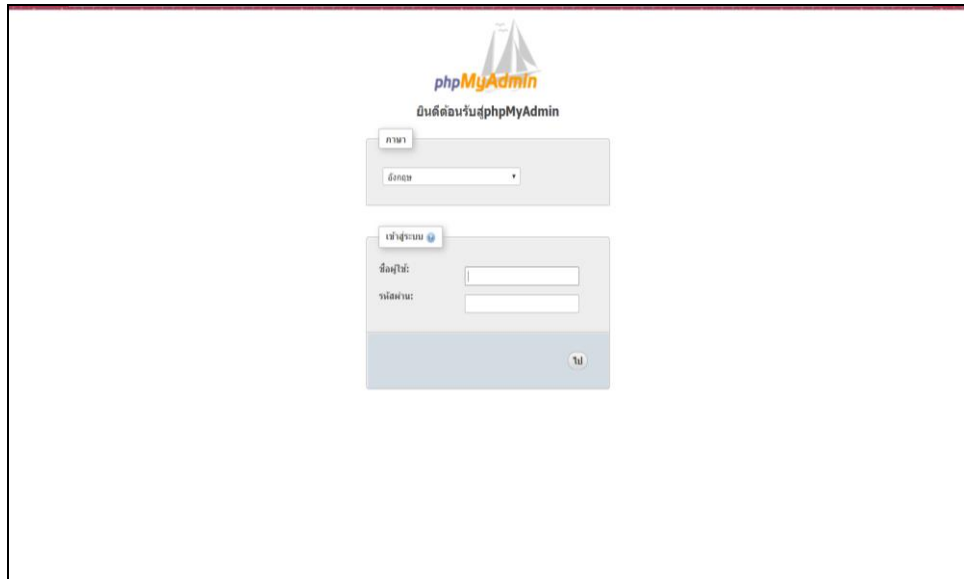 phpMyAdmin
ยินดีต้อนรับสู่phpMyAdmin
ภาษา
อังกฤษ
เข้าสู่ระบบ
ชื่อผู้ใช้:
รหัสผ่าน:
ไป